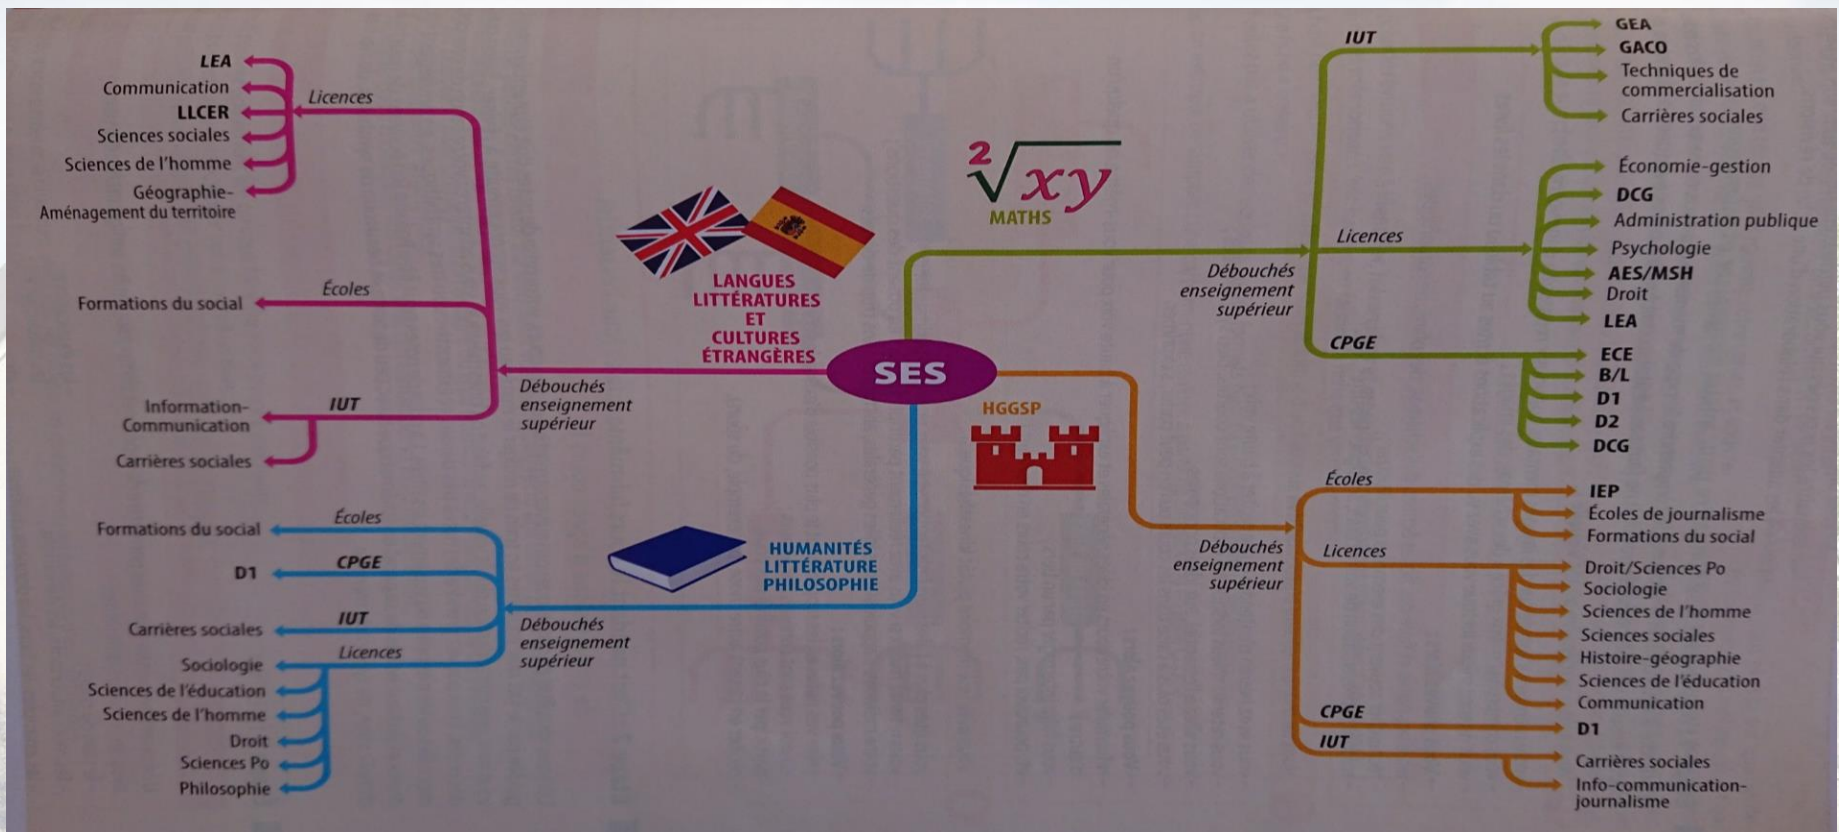 SES
LANGUES
LITTÉRATURES
ET
CULTURES
ÉTRANGÈRES
Débouchés
enseignement
supérieur
Licences
LEA
Communication
LLCER
Sciences sociales
Sciences de l'homme
Géographie-
Aménagement du territoire
Écoles
Formations du social
IUT
Information-
Communication
Carrières sociales
HUMANITÉS
LITTÉRATURE
PHILOSOPHIE
Débouchés
enseignement
supérieur
Écoles
Formations du social
CPGE
D1
IUT
Carrières sociales
Licences
Sociologie
Sciences de l'éducation
Sciences de l'homme
Droit
Sciences Po
Philosophie
2√xy
MATHS
Débouchés
enseignement
supérieur
IUT
GEA
GACO
Techniques de
commercialisation
Carrières sociales
Licences
Économie-gestion
DCG
Administration publique
Psychologie
AES/MSH
Droit
LEA
CPGE
ECE
B/L
D1
D2
DCG
HGGSP
Débouchés
enseignement
supérieur
Écoles
IEP
Écoles de journalisme
Formations du social
Licences
Droit/Sciences Po
Sociologie
Sciences de l'homme
Sciences sociales
Histoire-géographie
Sciences de l'éducation
Communication
CPGE
D1
IUT
Carrières sociales
Info-communication-
journalisme